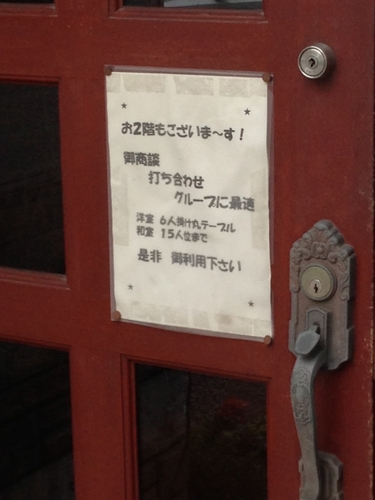 ★ ★
お2階もございま〜す!
御商談
打ち合わせ
グループに最適
洋室 6人掛け丸テーブル
和室 15人位まで
是非 御利用下さい
★ ★